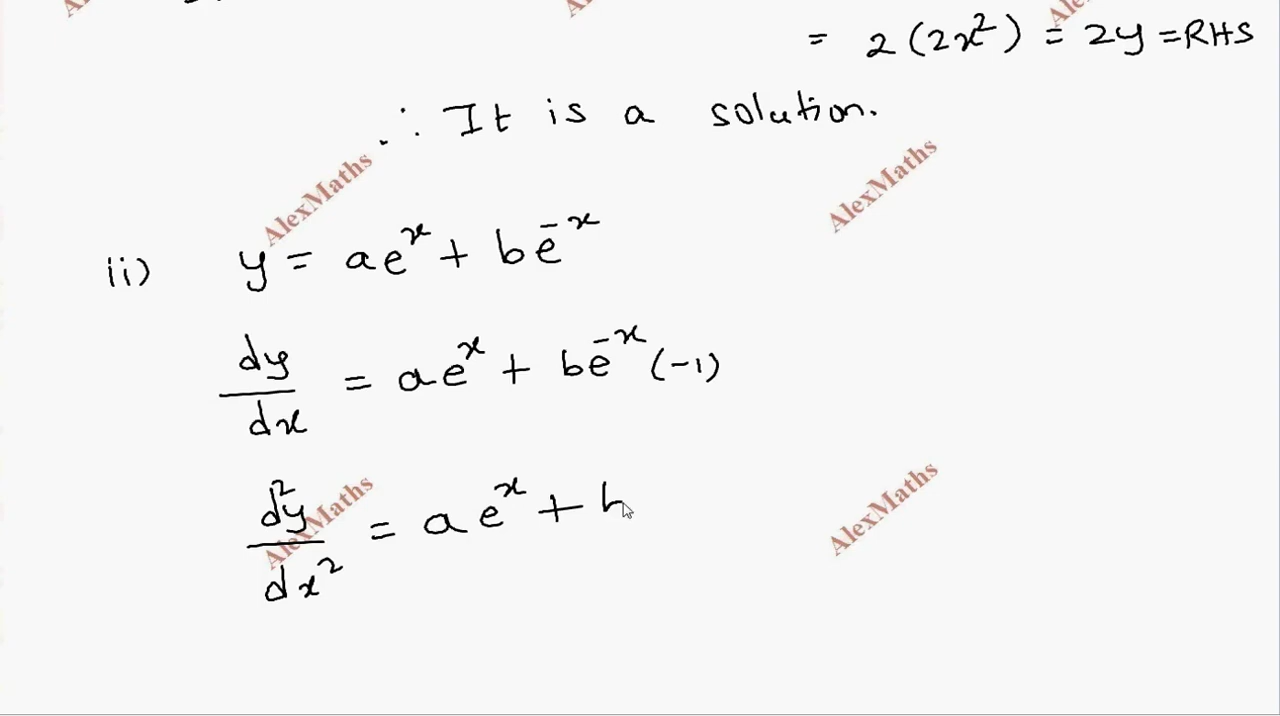 = 2(2x²) = 2y = RHS
∴ It is a solution.
AlexMaths AlexMaths
ii) y = ae^x + be^-x
dy/dx = ae^x + be^-x (-1)
d²y/dx² = ae^x + b
AlexMaths AlexMaths